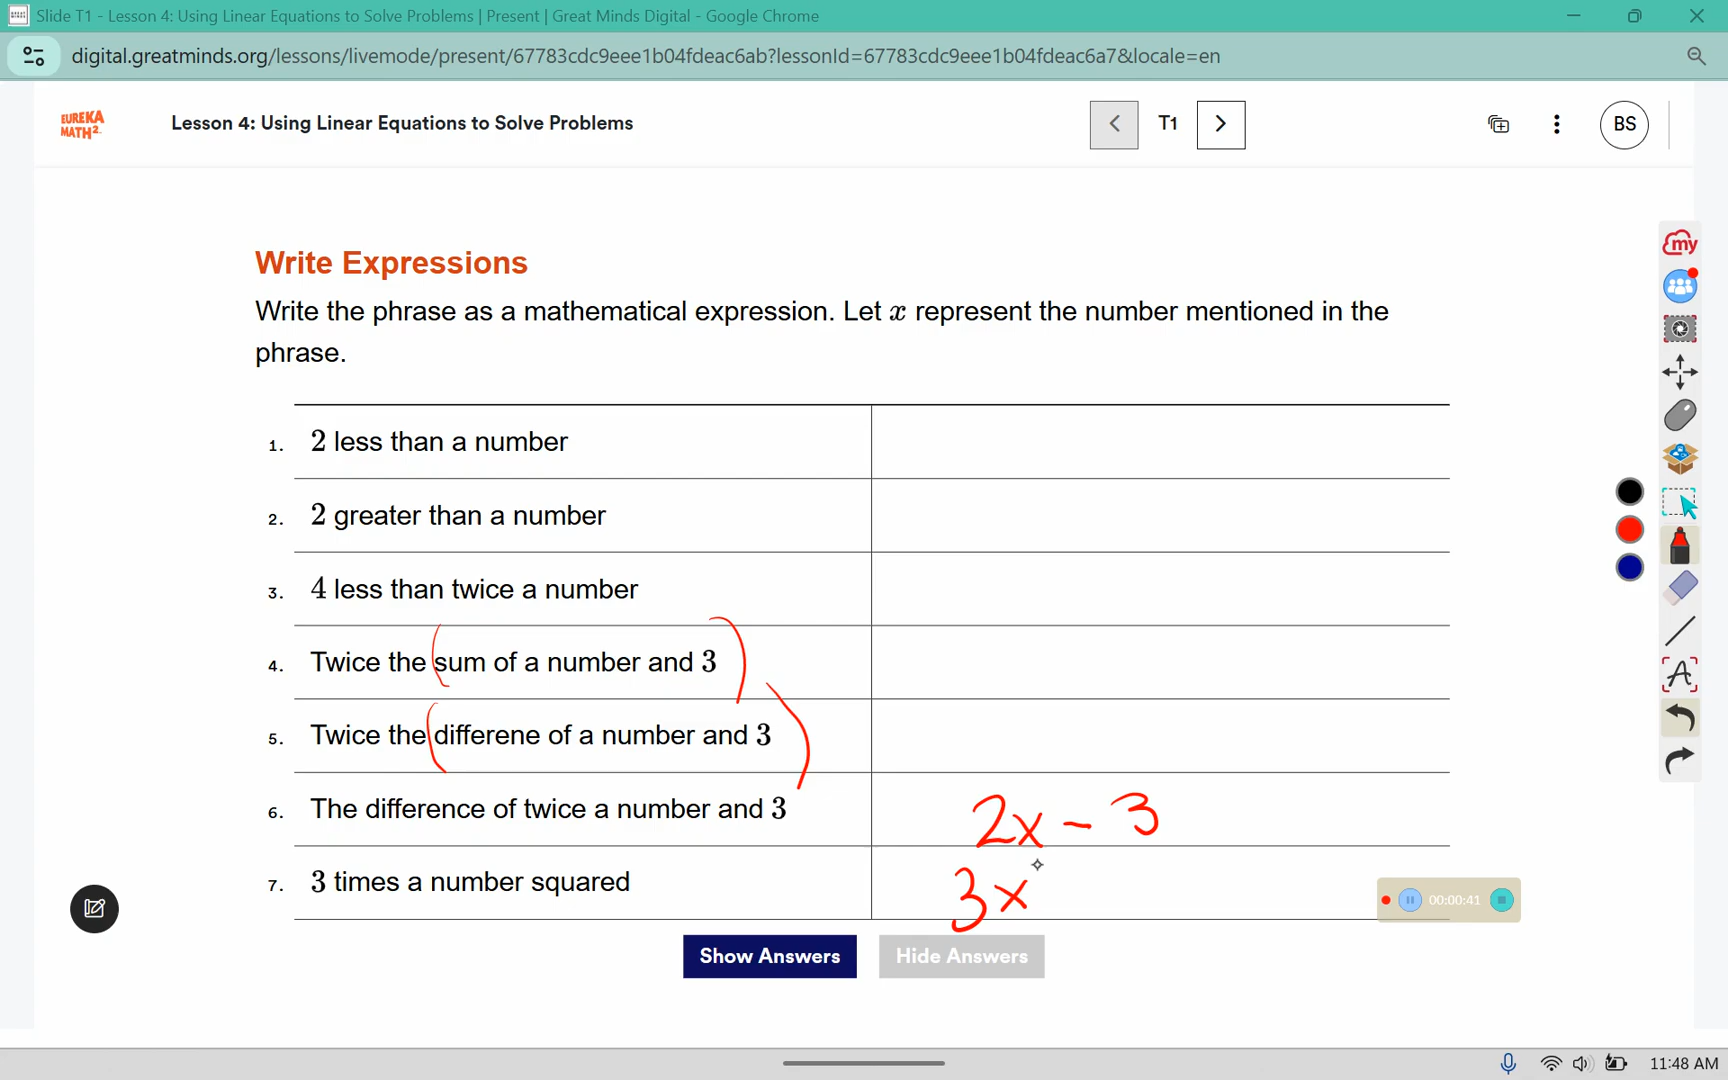 Slide T1 - Lesson 4: Using Linear Equations to Solve Problems | Present | Great Minds Digital - Google Chrome
digital.greatminds.org/lessons/livemode/present/67783cdc9eee1b04fdeac6ab?lessonId=67783cdc9eee1b04fdeac6a7&locale=en
EUREKA MATH²
Lesson 4: Using Linear Equations to Solve Problems
T1
BS
Write Expressions
Write the phrase as a mathematical expression. Let x represent the number mentioned in the
phrase.
1. 2 less than a number
2. 2 greater than a number
3. 4 less than twice a number
4. Twice the (sum of a number and 3)
5. Twice the (differene of a number and 3)
6. The difference of twice a number and 3 2x - 3
7. 3 times a number squared 3x
00:00:41
Show Answers Hide Answers
my
A
11:48 AM